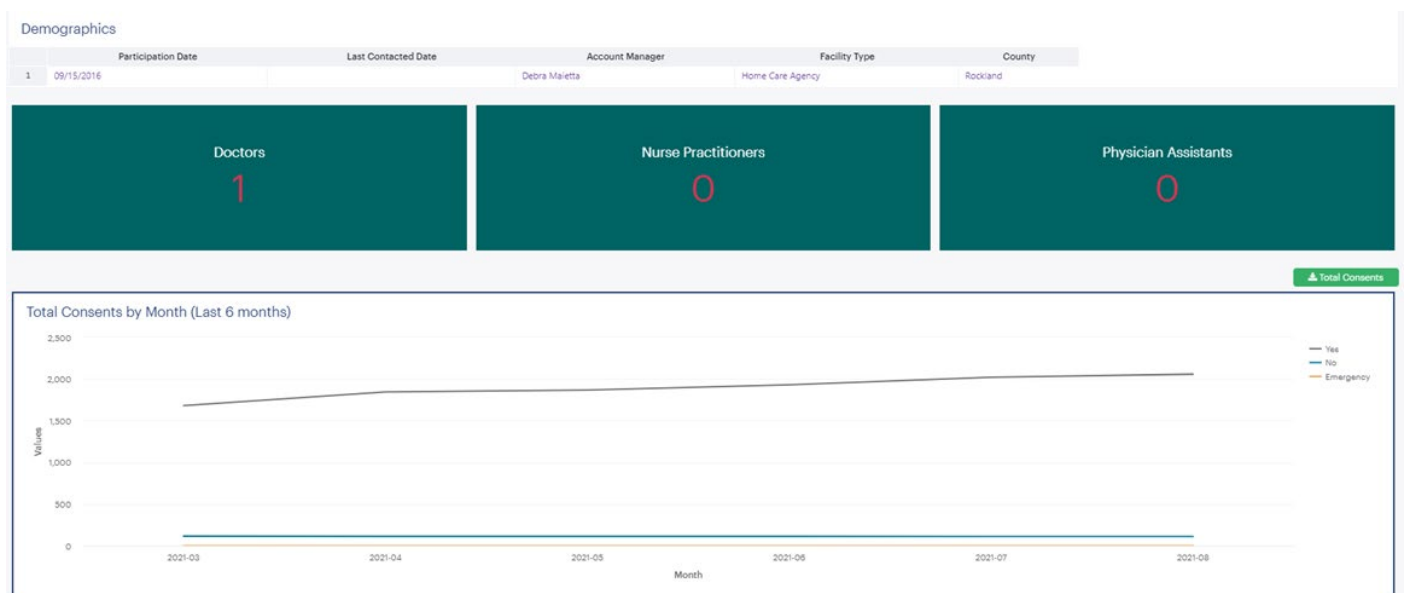 Demographics
Participation Date Last Contacted Date Account Manager Facility Type County
1 09/15/2016 Debra Maietta Home Care Agency Rockland
Doctors Nurse Practitioners Physician Assistants
1 0 0
Total Consents
Total Consents by Month (Last 6 months)
2,500
2,000
1,500
1,000
500
0
Values
Yes
No
Emergency
2021-03 2021-04 2021-05 2021-06 2021-07 2021-08
Month